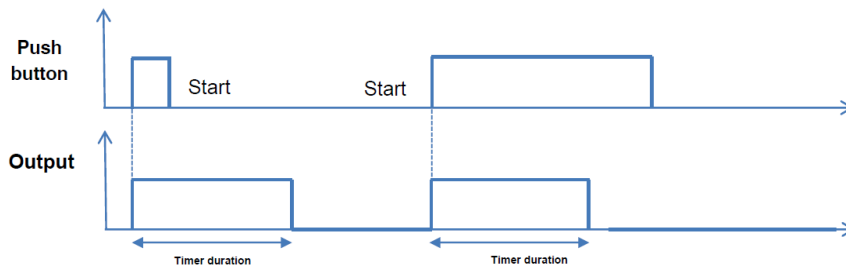 Push
button
Start
Start
Output
Timer duration
Timer duration